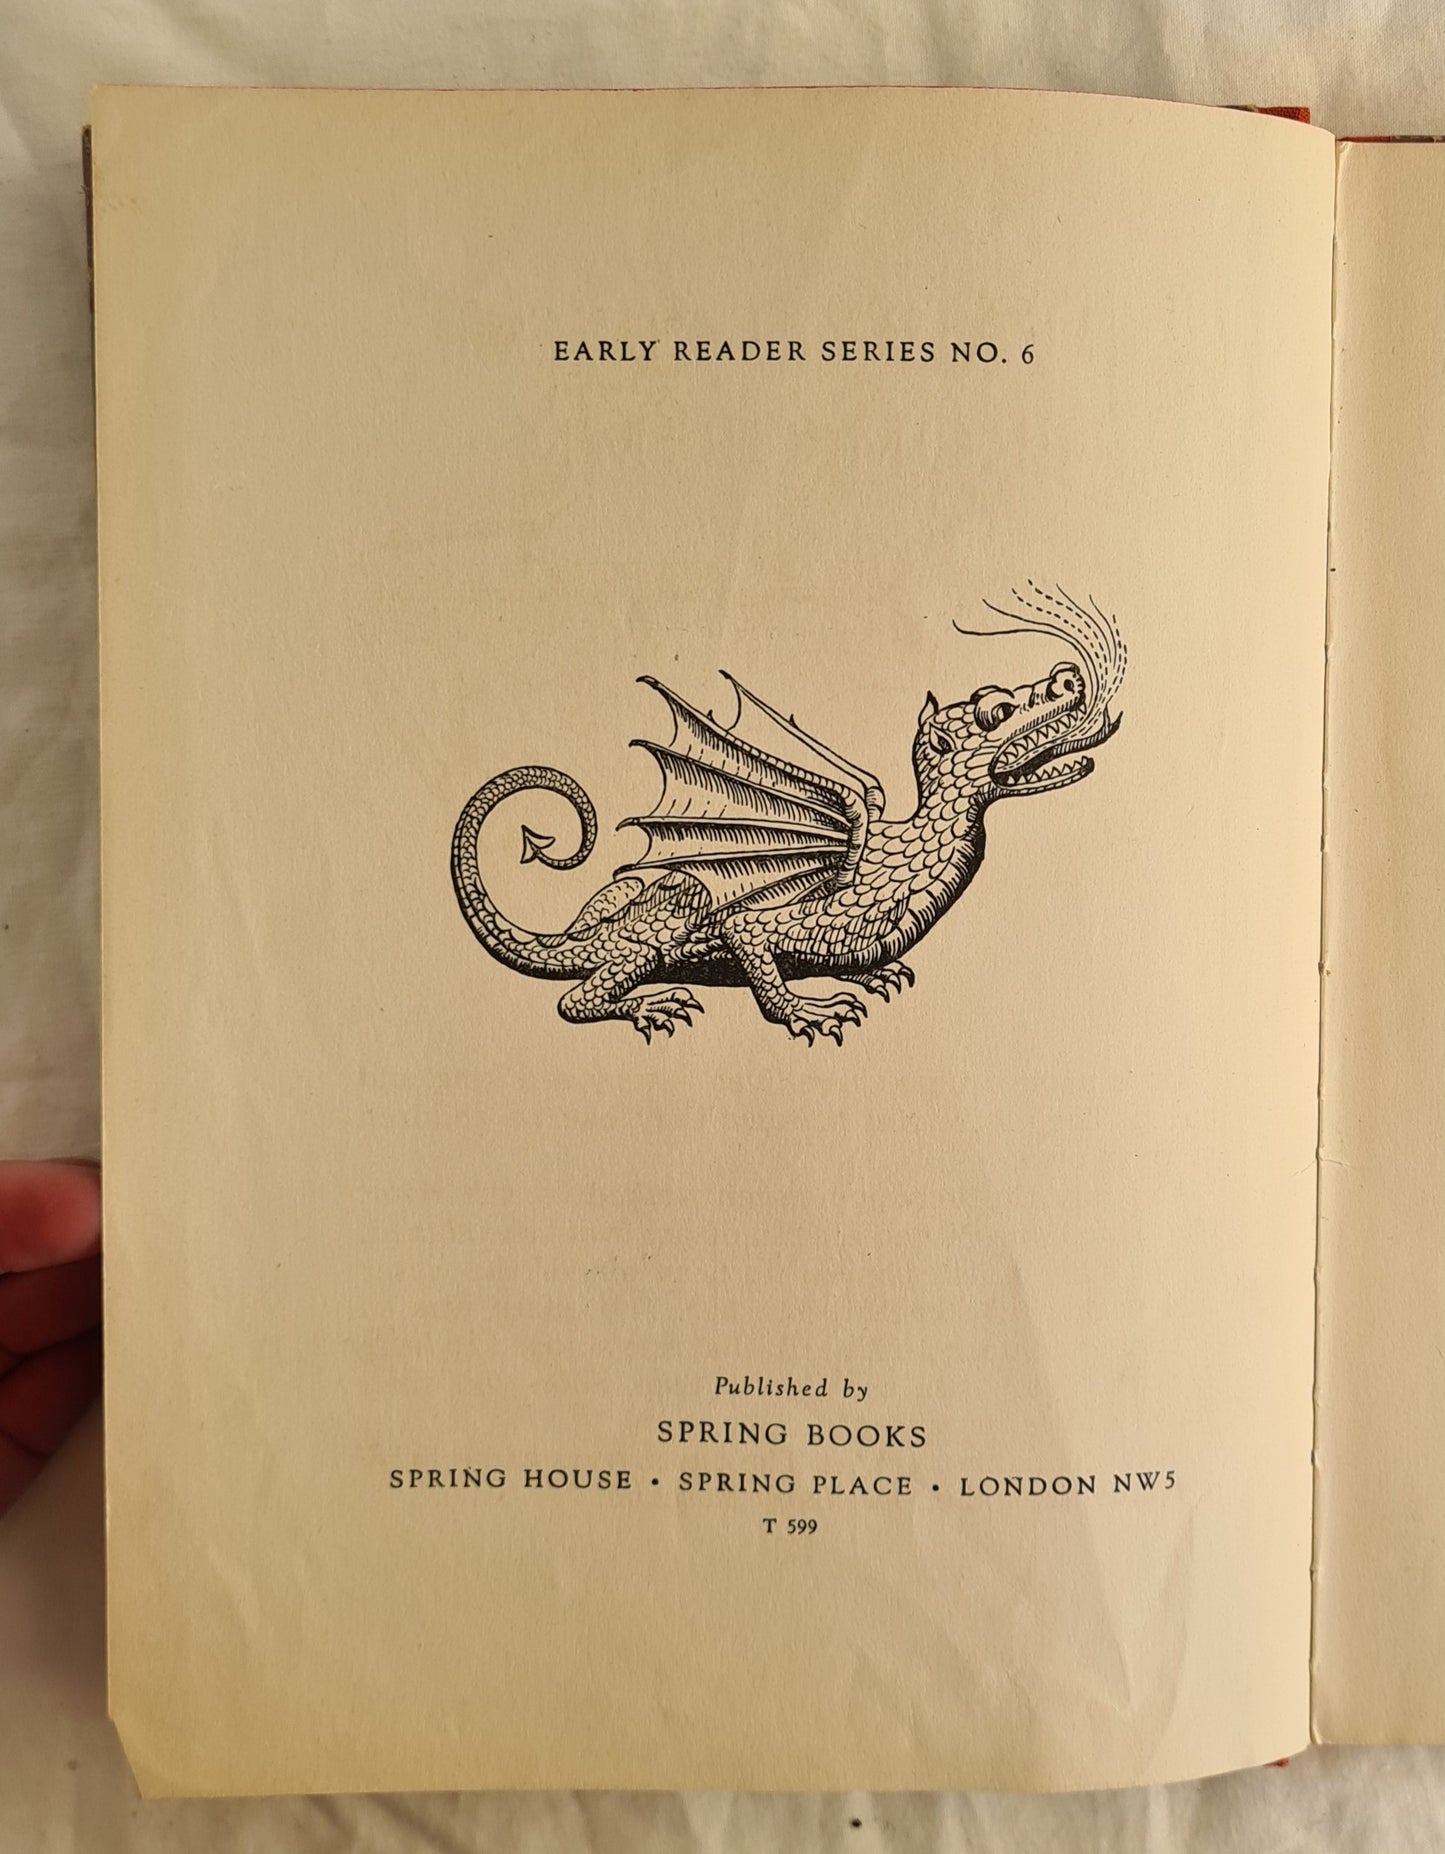 EARLY READER SERIES NO. 6
Published by
SPRING BOOKS
SPRING HOUSE • SPRING PLACE • LONDON NW5
T 599